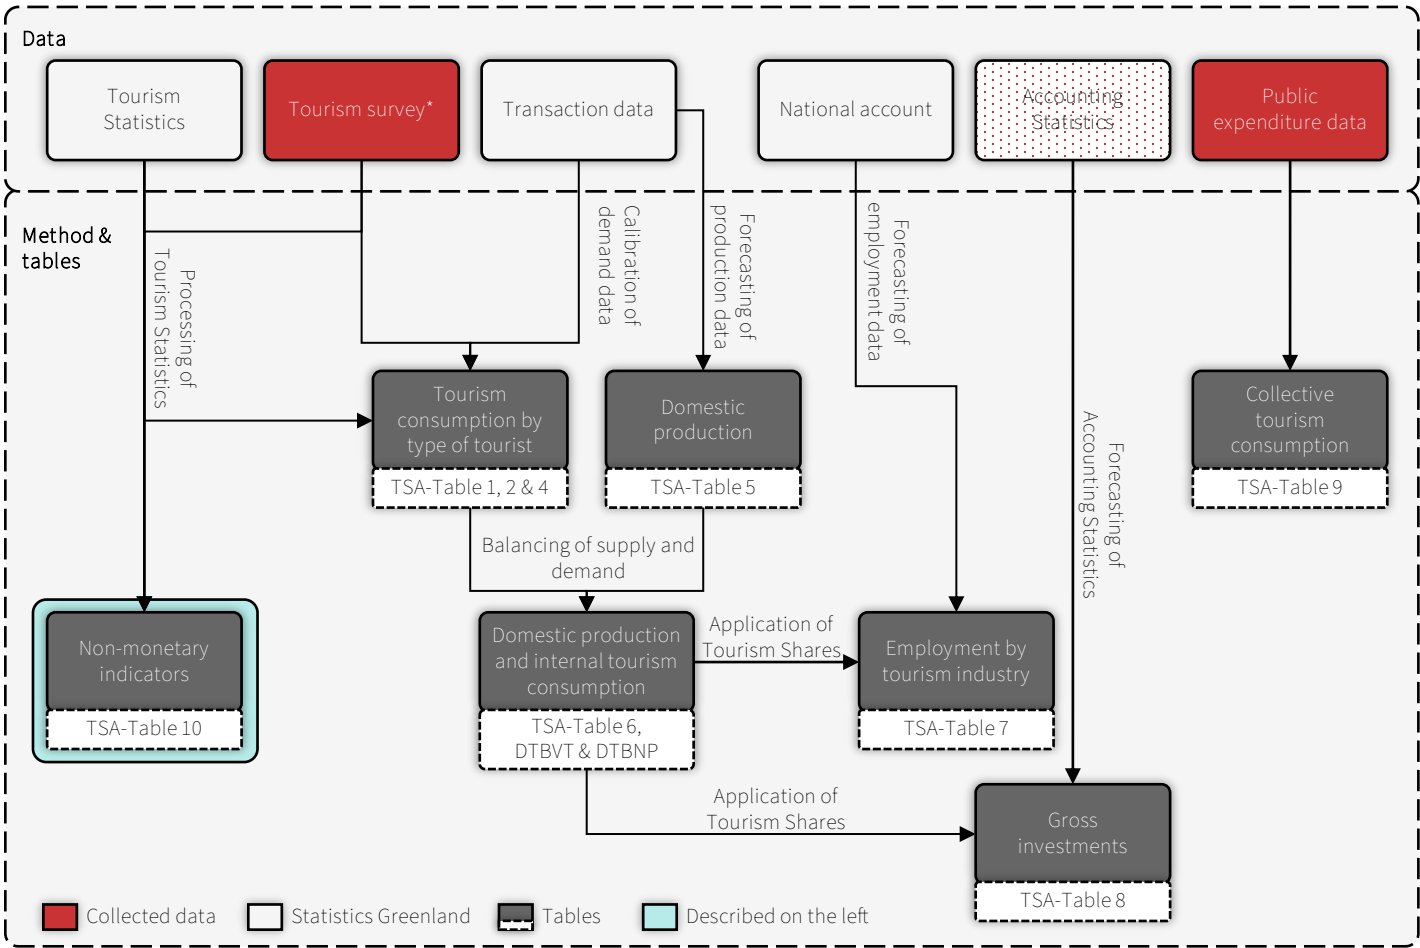 Data
Tourism
Statistics
Tourism survey*
Transaction data
National account
Accounting
Statistics
Public
expenditure data
Method &
tables
Processing of
Tourism Statistics
Calibration of
demand data
Forecasting of
production data
Forecasting of
employment data
Forecasting of
Accounting Statistics
Tourism
consumption by
type of tourist
TSA-Table 1, 2 & 4
Domestic
production
TSA-Table 5
Collective
tourism
consumption
TSA-Table 9
Balancing of supply and
demand
Non-monetary
indicators
TSA-Table 10
Domestic production
and internal tourism
consumption
TSA-Table 6,
DTBVT & DTBNP
Application of
Tourism Shares
Employment by
tourism industry
TSA-Table 7
Application of
Tourism Shares
Gross
investments
TSA-Table 8
Collected data
Statistics Greenland
Tables
Described on the left